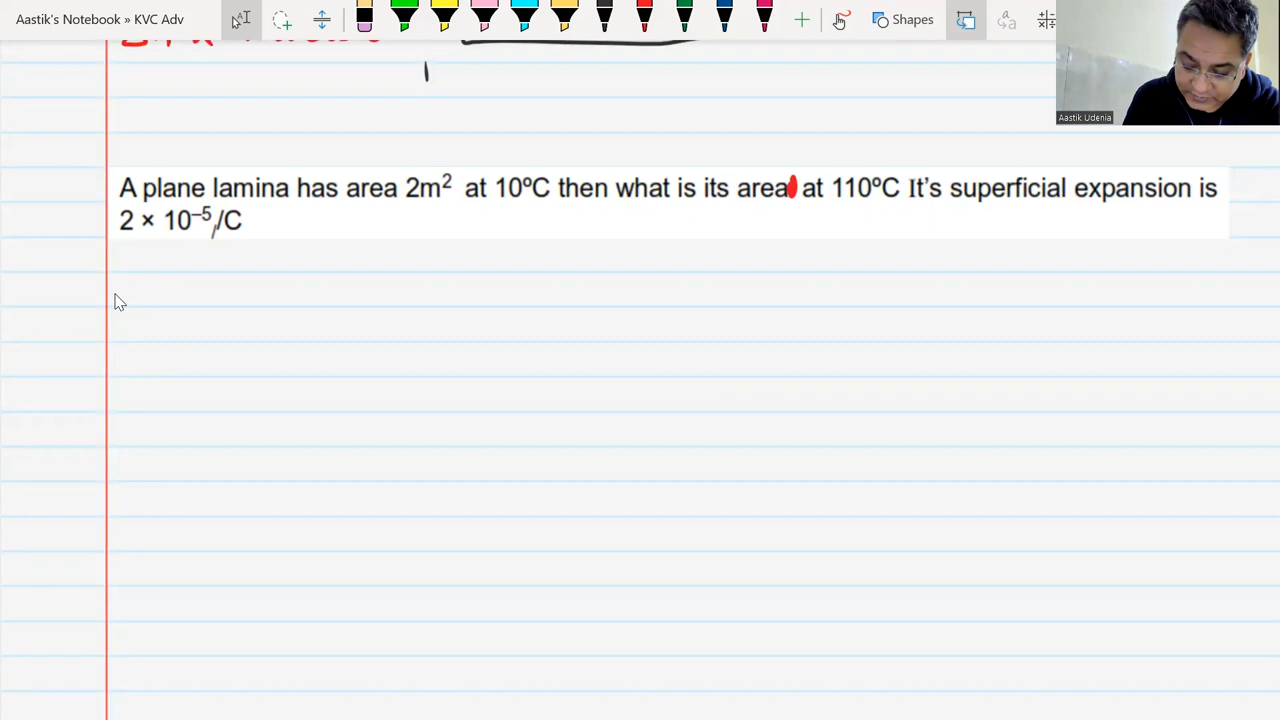 Aastik's Notebook » KVC Adv
Shapes
Aastik Udenia
A plane lamina has area 2m² at 10ºC then what is its area at 110ºC It's superficial expansion is
2 × 10⁻⁵/C